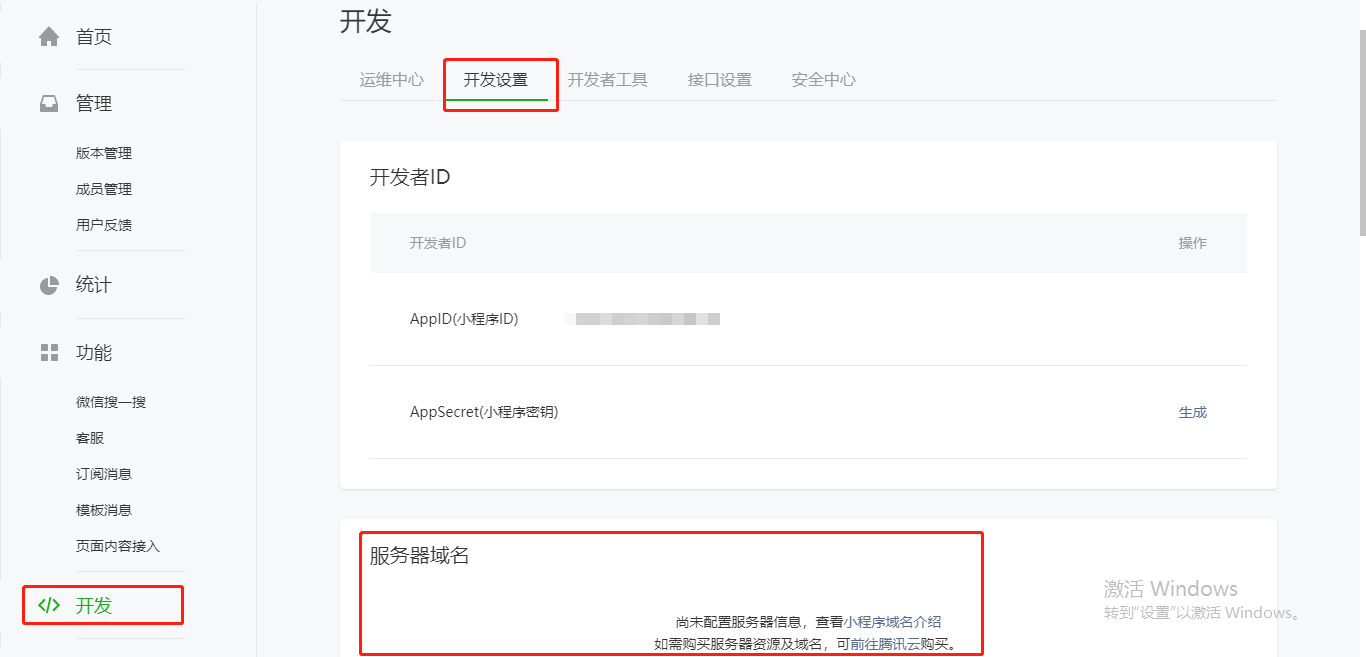 首页
管理
版本管理
成员管理
用户反馈
统计
功能
微信搜一搜
客服
订阅消息
模板消息
页面内容接入
开发
开发
运维中心 开发设置 开发者工具 接口设置 安全中心
开发者ID
开发者ID 操作
AppID(小程序ID)
AppSecret(小程序密钥) 生成
服务器域名
尚未配置服务器信息，查看小程序域名介绍
如需购买服务器资源及域名，可前往腾讯云购买。
激活 Windows
转到"设置"以激活 Windows。